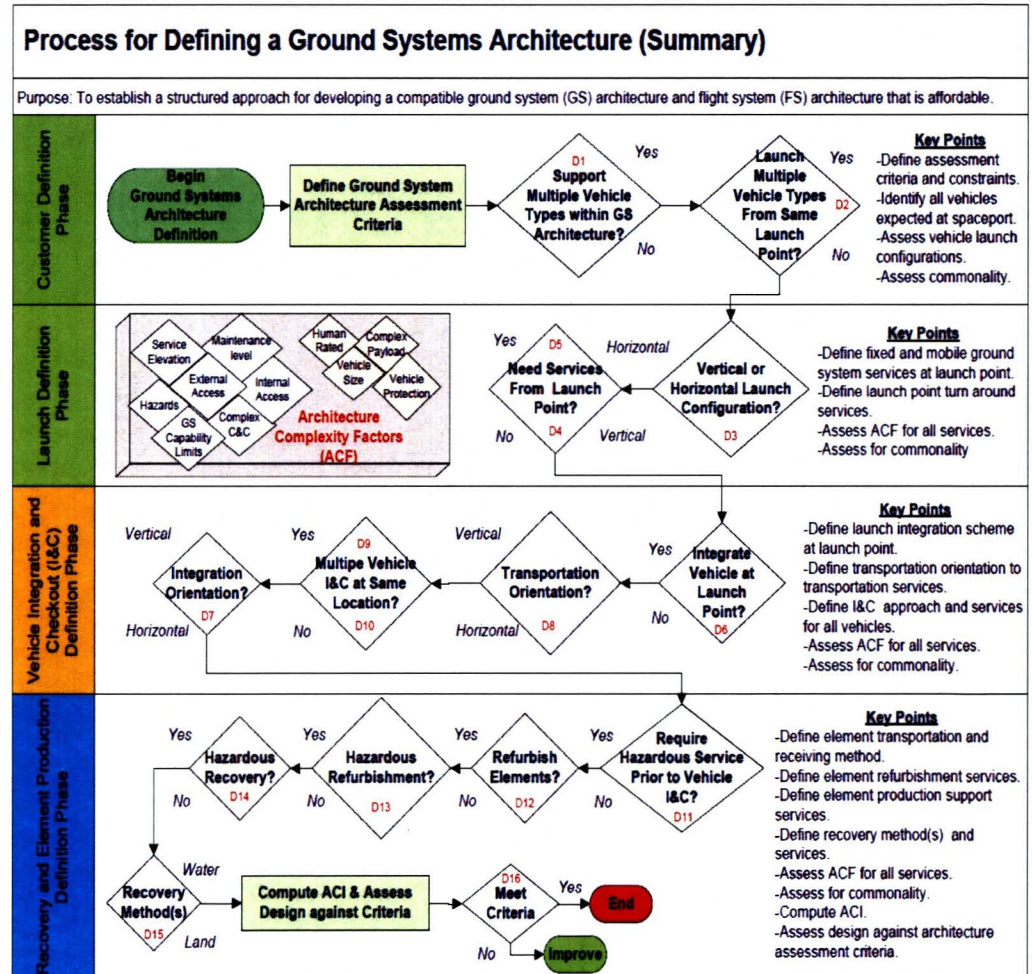 Process for Defining a Ground Systems Architecture (Summary)
Purpose: To establish a structured approach for developing a compatible ground system (GS) architecture and flight system (FS) architecture that is affordable.
Customer Definition
Phase
Begin
Ground Systems
Architecture
Definition
Define Ground System
Architecture Assessment
Criteria
D1
Support
Multiple Vehicle
Types within GS
Architecture?
Yes
No
Launch
Multiple
Vehicle Types
From Same
Launch
Point?
D2
Yes
No
Key Points
-Define assessment
criteria and constraints.
-Identify all vehicles
expected at spaceport.
-Assess vehicle launch
configurations.
-Assess commonality.
Launch Definition
Phase
Service
Elevation
Maintenance
level
External
Access
Internal
Access
Hazards
GS
Capability
Limits
Complex
C&C
Human
Rated
Complex
Payload
Vehicle
Size
Vehicle
Protection
Architecture
Complexity Factors
(ACF)
Yes
D5
Need Services
From Launch
Point?
D4
No
Horizontal
Vertical
Vertical or
Horizontal Launch
Configuration?
D3
Key Points
-Define fixed and mobile ground
system services at launch point.
-Define launch point turn around
services.
-Assess ACF for all services.
-Assess for commonality
Vehicle Integration and
Checkout (I&C)
Definition Phase
Vertical
Integration
Orientation?
D7
Horizontal
Yes
D9
Multipe Vehicle
I&C at Same
Location?
D10
No
Vertical
Transportation
Orientation?
D8
Horizontal
Yes
Integrate
Vehicle at
Launch
Point?
D6
No
Key Points
-Define launch integration scheme
at launch point.
-Define transportation orientation to
transportation services.
-Define I&C approach and services
for all vehicles.
-Assess ACF for all services.
-Assess for commonality.
Recovery and Element Production
Definition Phase
Yes
Hazardous
Recovery?
D14
No
Yes
Hazardous
Refurbishment?
D13
No
Yes
Refurbish
Elements?
D12
No
Yes
Require
Hazardous Service
Prior to Vehicle
I&C?
D11
No
Recovery
Method(s)
D15
Water
Land
Compute ACI & Assess
Design against Criteria
D16
Meet
Criteria
Yes
No
End
Improve
Key Points
-Define element transportation and
receiving method.
-Define element refurbishment services.
-Define element production support
services.
-Define recovery method(s) and
services.
-Assess ACF for all services.
-Assess for commonality.
-Compute ACI.
-Assess design against architecture
assessment criteria.